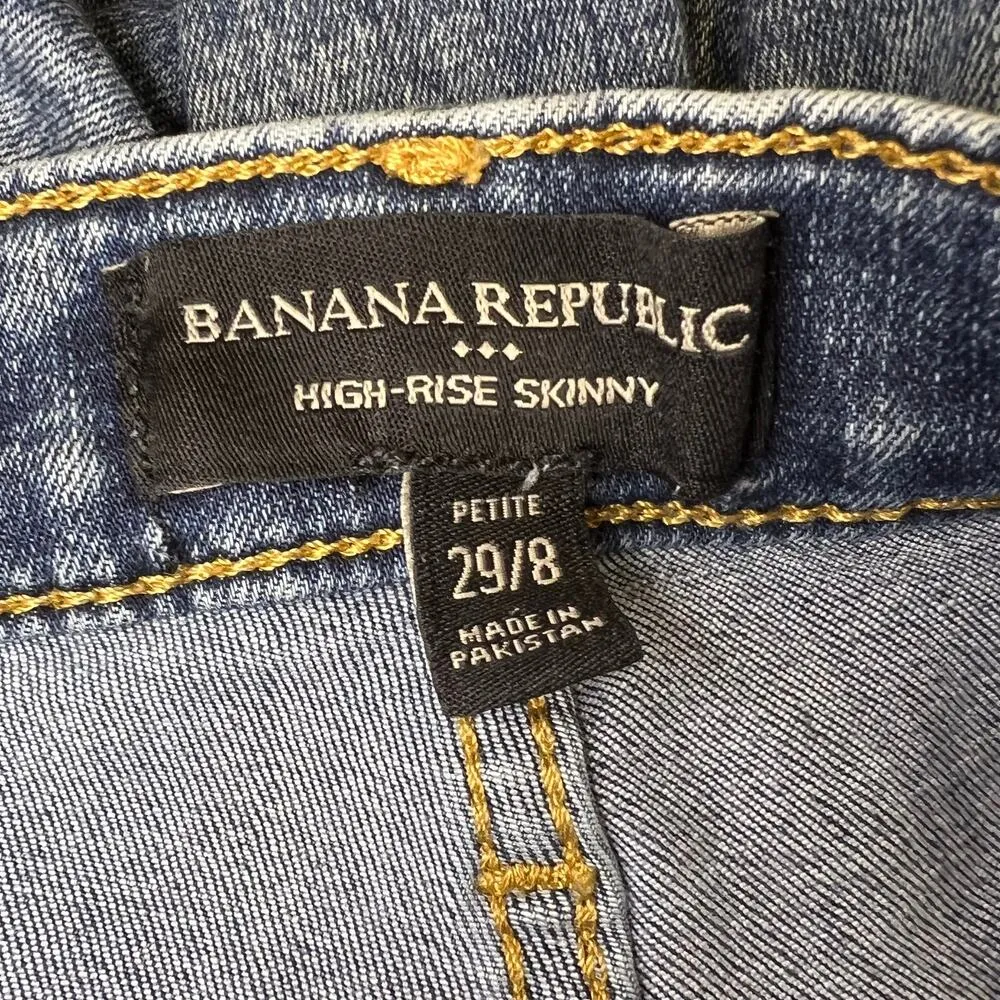 BANANA REPUBLIC
HIGH-RISE SKINNY
PETITE
29/8
MADE IN
PAKISTAN